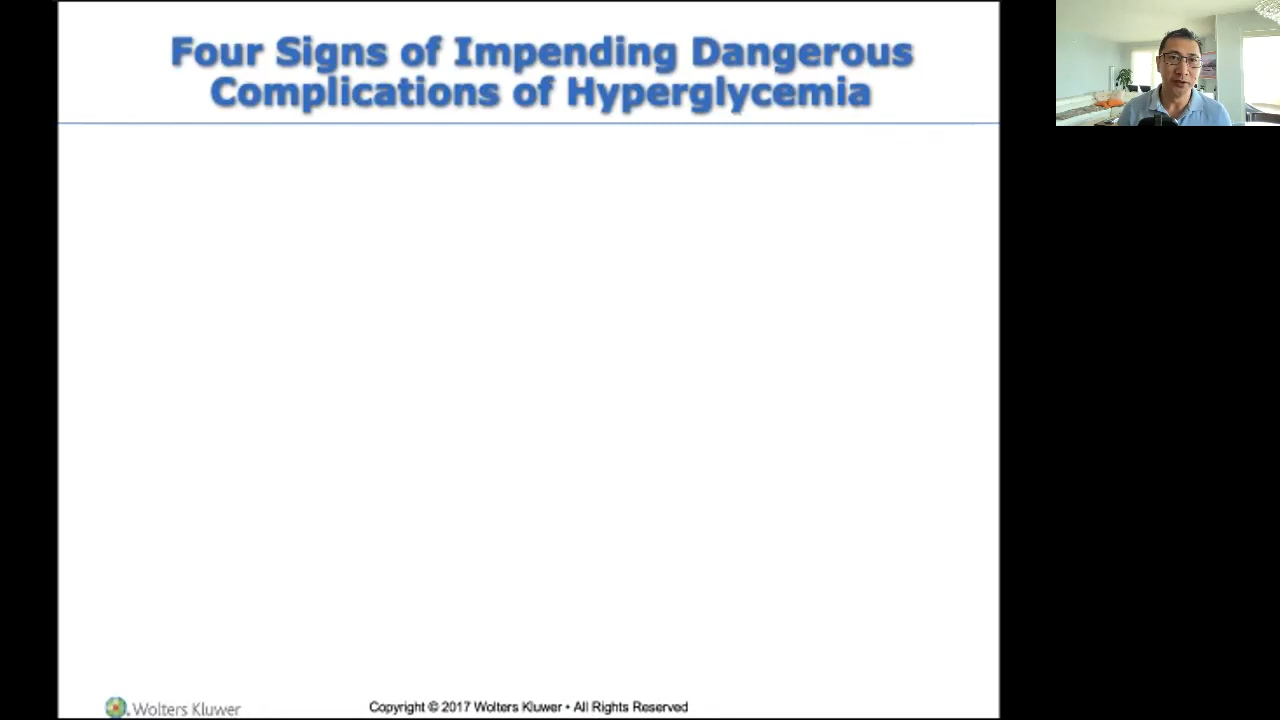 Four Signs of Impending Dangerous
Complications of Hyperglycemia
Wolters Kluwer
Copyright © 2017 Wolters Kluwer • All Rights Reserved